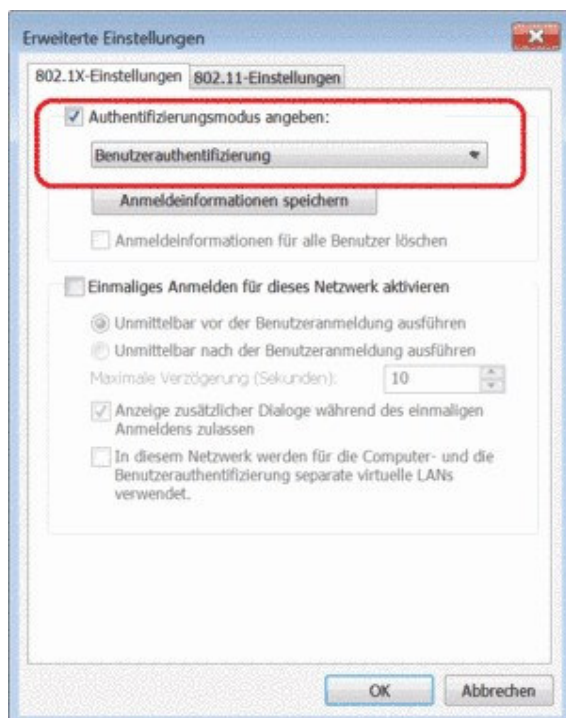 Erweiterte Einstellungen
802.1X-Einstellungen 802.11-Einstellungen
Authentifizierungsmodus angeben:
Benutzerauthentifizierung
Anmeldeinformationen speichern
Anmeldeinformationen für alle Benutzer löschen
Einmaliges Anmelden für dieses Netzwerk aktivieren
Unmittelbar vor der Benutzeranmeldung ausführen
Unmittelbar nach der Benutzeranmeldung ausführen
Maximale Verzögerung (Sekunden): 10
Anzeige zusätzlicher Dialoge während des einmaligen
Anmeldens zulassen
In diesem Netzwerk werden für die Computer- und die
Benutzerauthentifizierung separate virtuelle LANs
verwendet.
OK Abbrechen